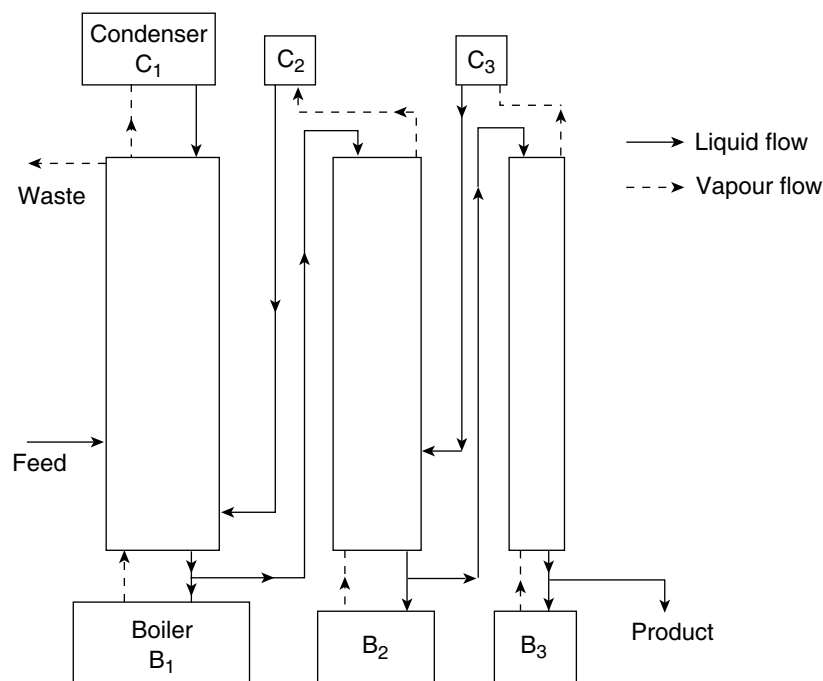 Condenser
C1
C2
C3
Liquid flow
Waste
Vapour flow
Feed
Boiler
B1
B2
B3
Product